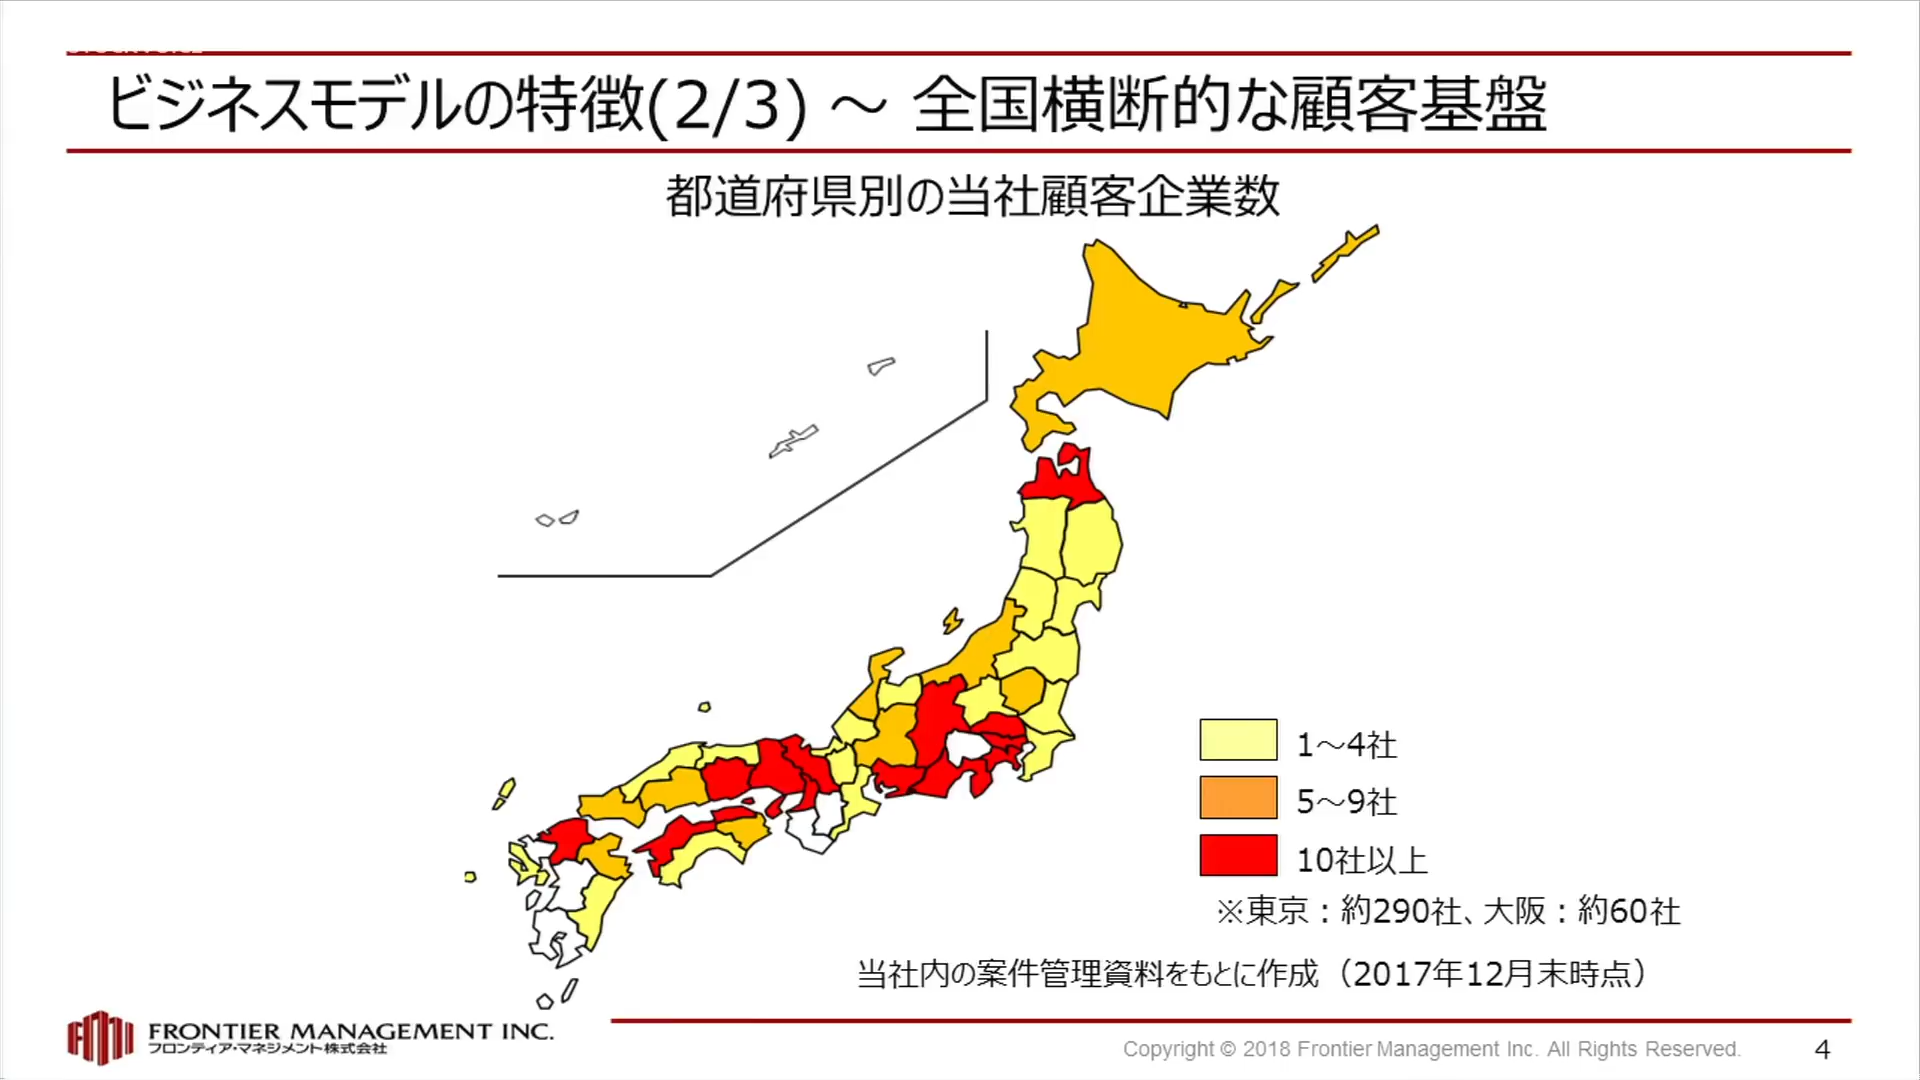 ビジネスモデルの特徴(2/3) ～ 全国横断的な顧客基盤
都道府県別の当社顧客企業数
1～4社
5～9社
10社以上
※東京：約290社、大阪：約60社
当社内の案件管理資料をもとに作成（2017年12月末時点）
FRONTIER MANAGEMENT INC.
フロンティア・マネジメント株式会社
Copyright © 2018 Frontier Management Inc. All Rights Reserved.
4